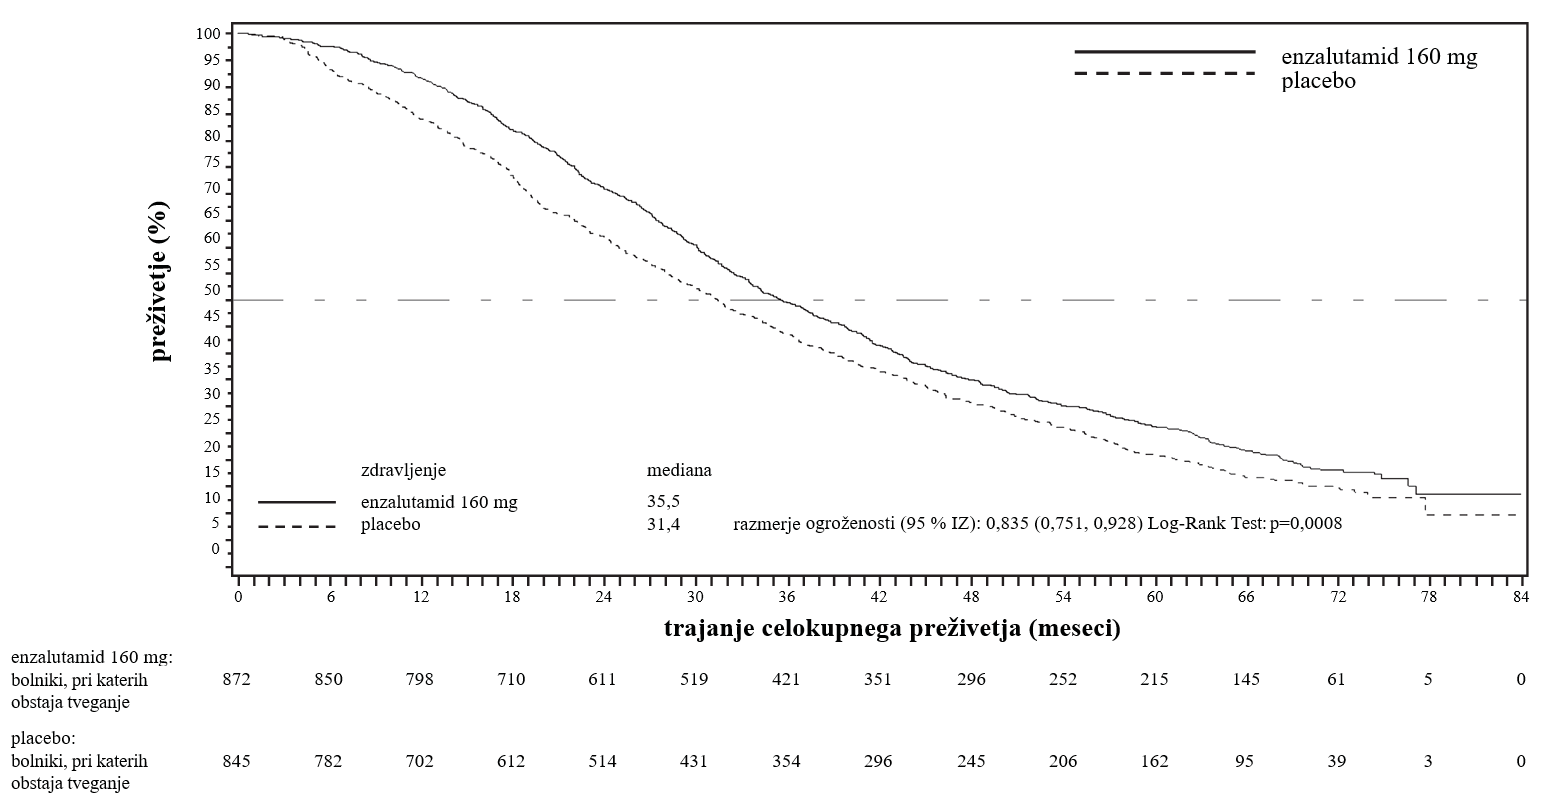 100
95
90
85
80
75
70
65
60
55
50
45
40
35
30
25
20
15
10
5
0
preživetje (%)
enzalutamid 160 mg
placebo
zdravljenje mediana
enzalutamid 160 mg 35,5
placebo 31,4 razmerje ogroženosti (95 % IZ): 0,835 (0,751, 0,928) Log-Rank Test: p=0,0008
0 6 12 18 24 30 36 42 48 54 60 66 72 78 84
trajanje celokupnega preživetja (meseci)
enzalutamid 160 mg:
bolniki, pri katerih 872 850 798 710 611 519 421 351 296 252 215 145 61 5 0
obstaja tveganje
placebo:
bolniki, pri katerih 845 782 702 612 514 431 354 296 245 206 162 95 39 3 0
obstaja tveganje